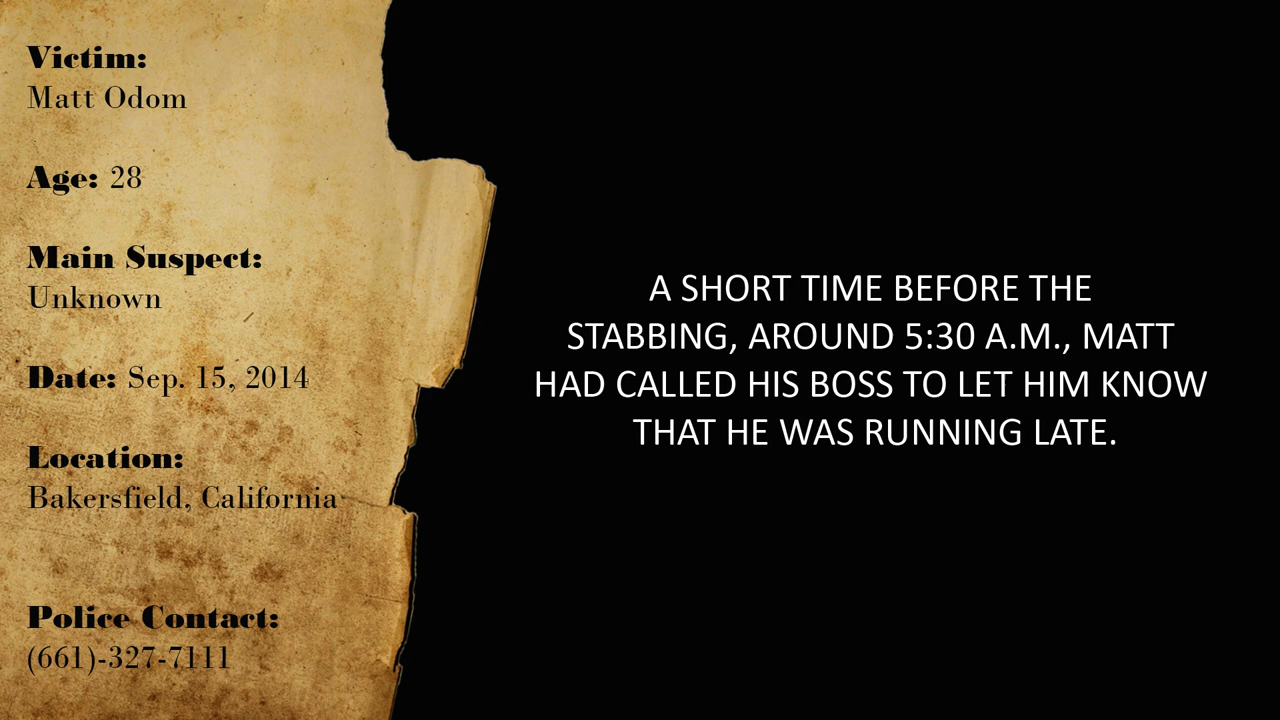 Victim:
Matt Odom
Age: 28
Main Suspect:
Unknown
Date: Sep. 15, 2014
Location:
Bakersfield, California
Police Contact:
(661)-327-7111
A SHORT TIME BEFORE THE
STABBING, AROUND 5:30 A.M., MATT
HAD CALLED HIS BOSS TO LET HIM KNOW
THAT HE WAS RUNNING LATE.